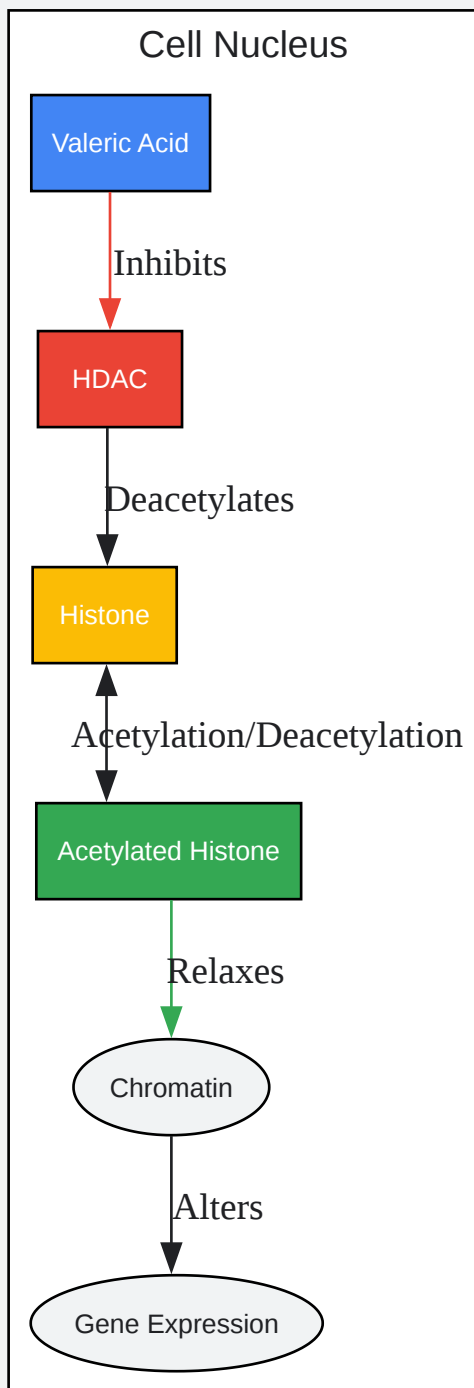 Cell Nucleus
Valeric Acid
Inhibits
HDAC
Deacetylates
Histone
Acetylation/Deacetylation
Acetylated Histone
Relaxes
Chromatin
Alters
Gene Expression